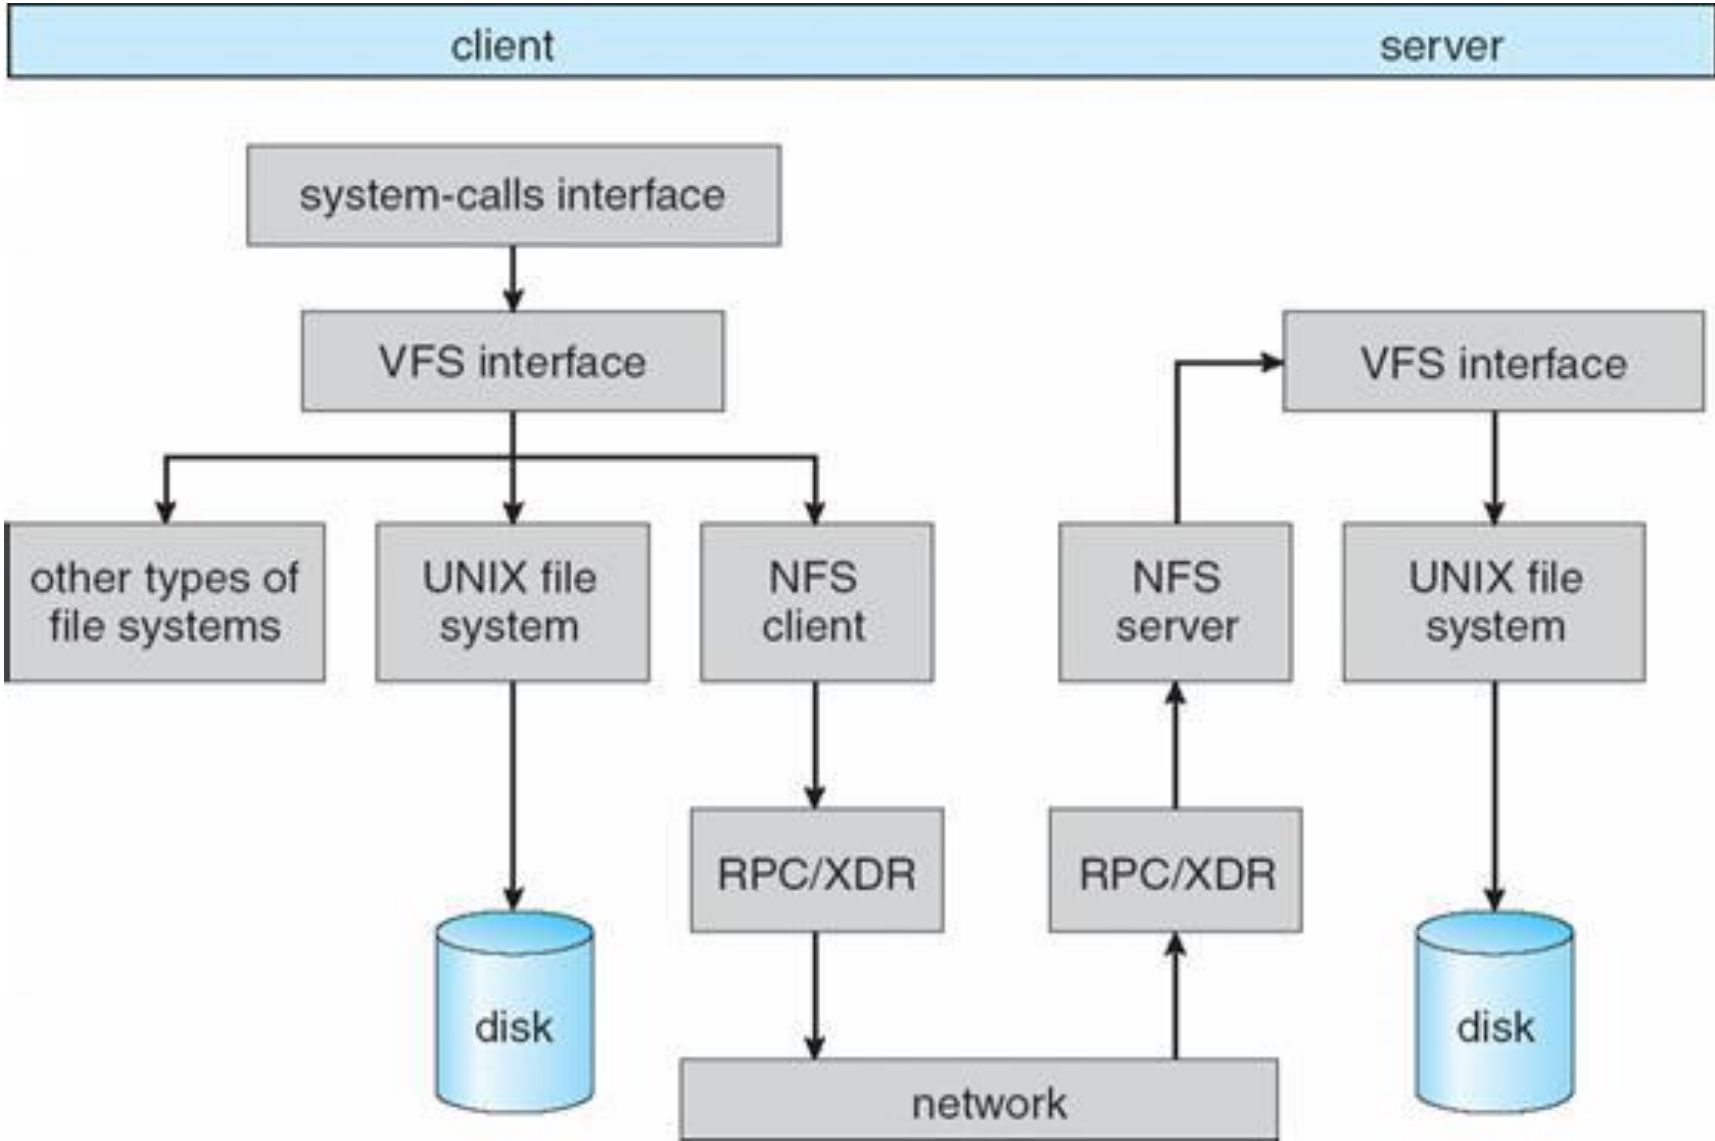 client
server
system-calls interface
VFS interface
VFS interface
other types of
file systems
UNIX file
system
NFS
client
NFS
server
UNIX file
system
RPC/XDR
RPC/XDR
disk
disk
network